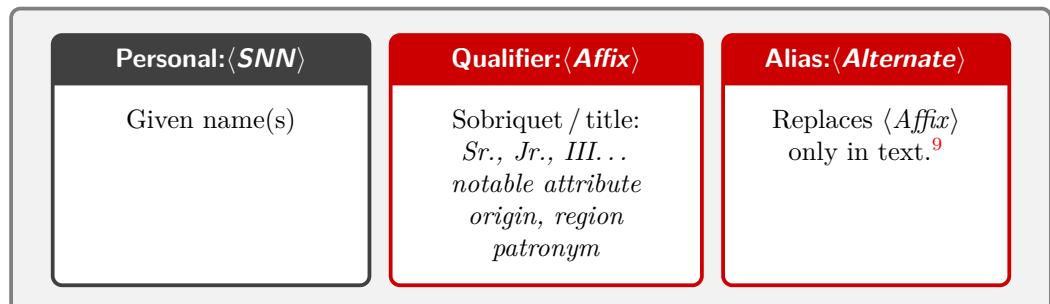 Personal:⟨SNN⟩
Given name(s)
Qualifier:⟨Affix⟩
Sobriquet / title:
Sr., Jr., III...
notable attribute
origin, region
patronym
Alias:⟨Alternate⟩
Replaces ⟨Affix⟩
only in text.⁹